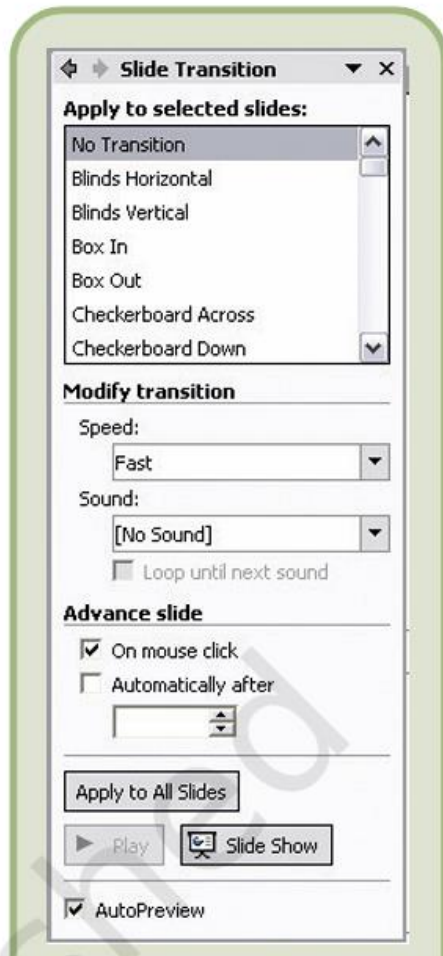 Slide Transition
Apply to selected slides:
No Transition
Blinds Horizontal
Blinds Vertical
Box In
Box Out
Checkerboard Across
Checkerboard Down
Modify transition
Speed:
Fast
Sound:
[No Sound]
Loop until next sound
Advance slide
On mouse click
Automatically after
Apply to All Slides
Play
Slide Show
AutoPreview